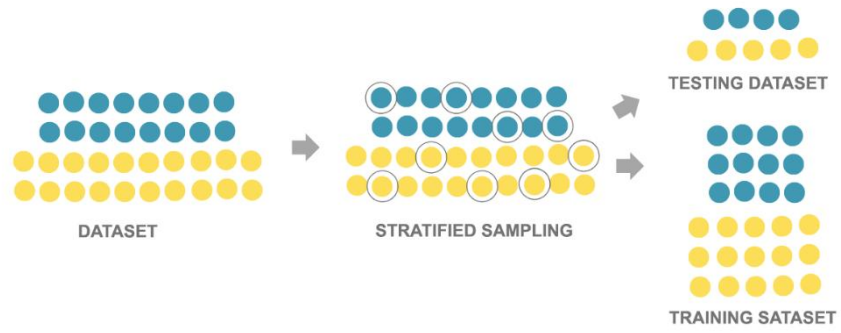 TESTING DATASET
DATASET
STRATIFIED SAMPLING
TRAINING SATASET